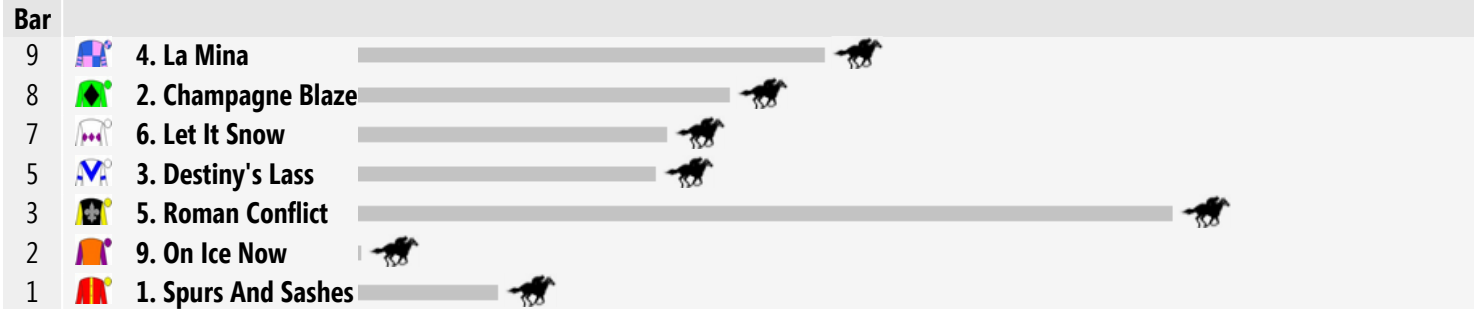 Bar
9 4. La Mina
8 2. Champagne Blaze
7 6. Let It Snow
5 3. Destiny's Lass
3 5. Roman Conflict
2 9. On Ice Now
1 1. Spurs And Sashes